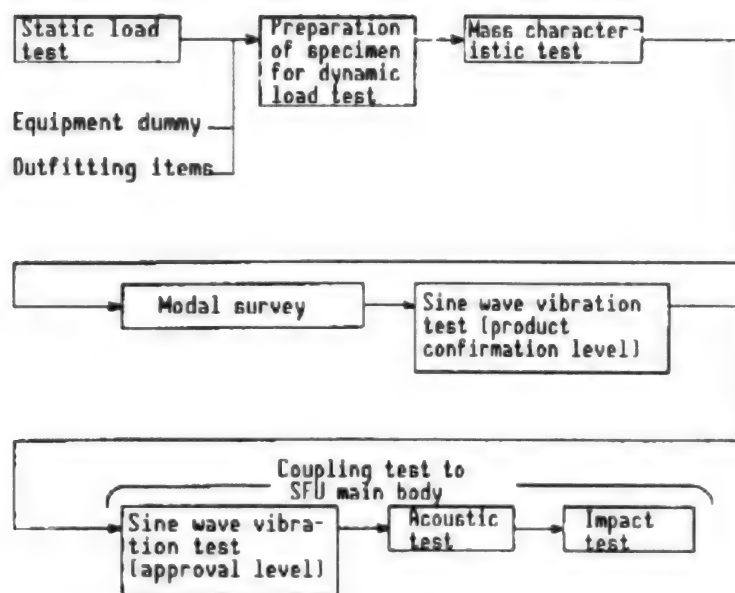 Static load
test
Preparation
of specimen
for dynamic
load test
Mass character-
istic test
Equipment dummy
Outfitting items
Modal survey
Sine wave vibration
test (product
confirmation level)
Coupling test to
SFU main body
Sine wave vibra-
tion test
(approval level)
Acoustic
test
Impact
test